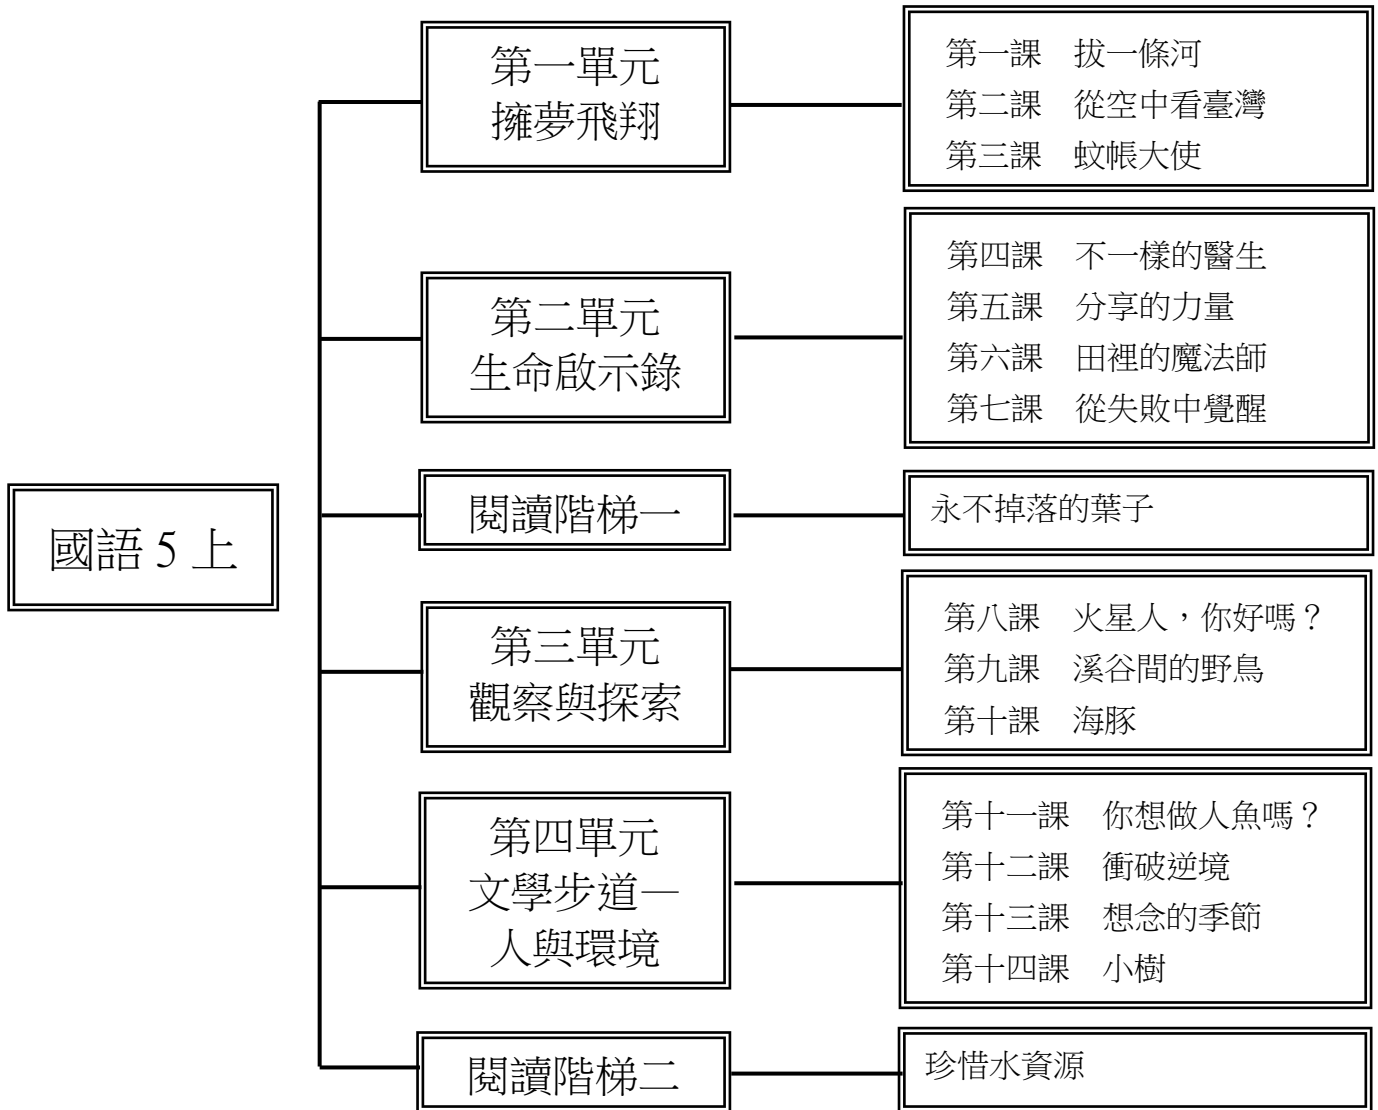 國語 5 上
第一單元
擁夢飛翔
第一課　拔一條河
第二課　從空中看臺灣
第三課　蚊帳大使
第二單元
生命啟示錄
第四課　不一樣的醫生
第五課　分享的力量
第六課　田裡的魔法師
第七課　從失敗中覺醒
閱讀階梯一
永不掉落的葉子
第三單元
觀察與探索
第八課　火星人，你好嗎？
第九課　溪谷間的野鳥
第十課　海豚
第四單元
文學步道—
人與環境
第十一課　你想做人魚嗎？
第十二課　衝破逆境
第十三課　想念的季節
第十四課　小樹
閱讀階梯二
珍惜水資源